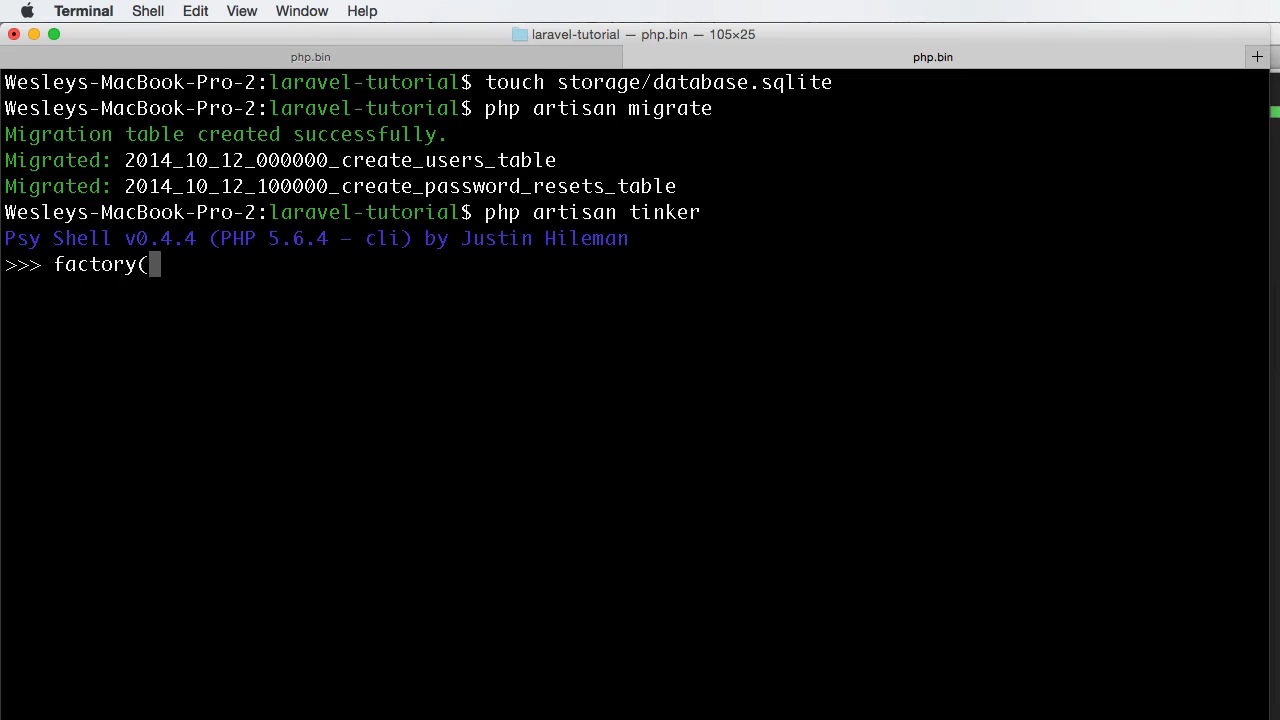 Terminal Shell Edit View Window Help
laravel-tutorial — php.bin — 105×25
php.bin php.bin +
Wesleys-MacBook-Pro-2:laravel-tutorial$ touch storage/database.sqlite
Wesleys-MacBook-Pro-2:laravel-tutorial$ php artisan migrate
Migration table created successfully.
Migrated: 2014_10_12_000000_create_users_table
Migrated: 2014_10_12_100000_create_password_resets_table
Wesleys-MacBook-Pro-2:laravel-tutorial$ php artisan tinker
Psy Shell v0.4.4 (PHP 5.6.4 — cli) by Justin Hileman
>>> factory(